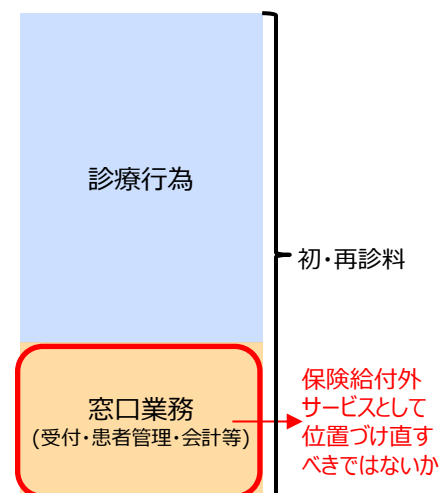 診療行為
初・再診料
窓口業務
(受付・患者管理・会計等)
保険給付外
サービスとして
位置づけ直す
べきではないか